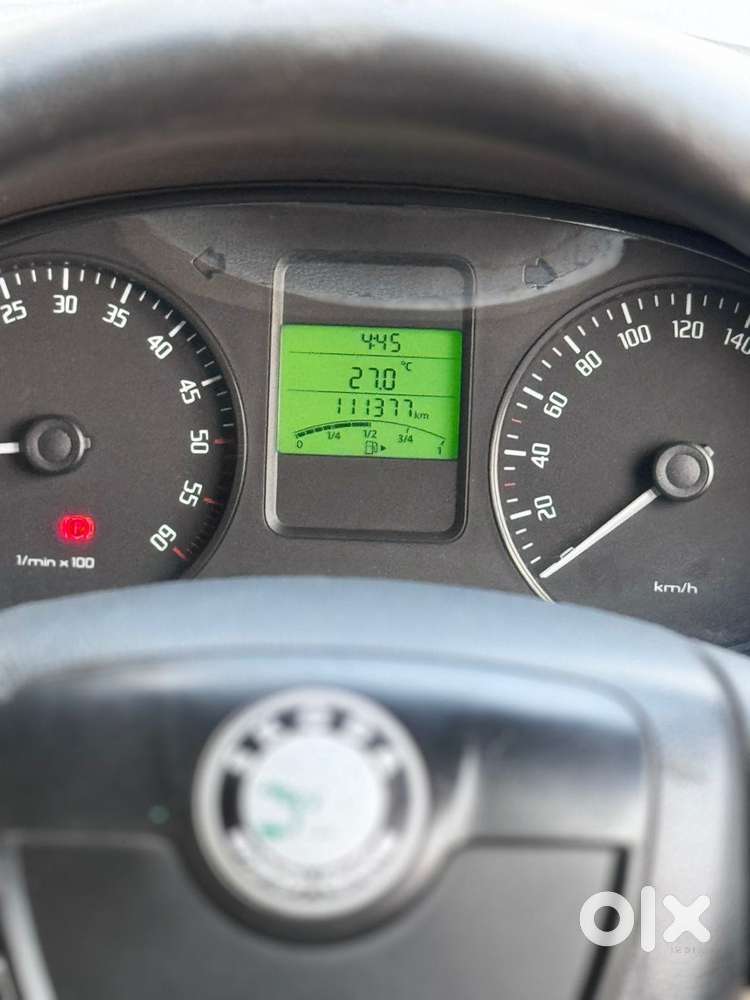 4:45
27.0 °C
111377 km
0 1/4 1/2 3/4 1
25 30 35 40 45 50 55 60
1/min x 100
20 40 60 80 100 120 140
km/h
SKODA
olx